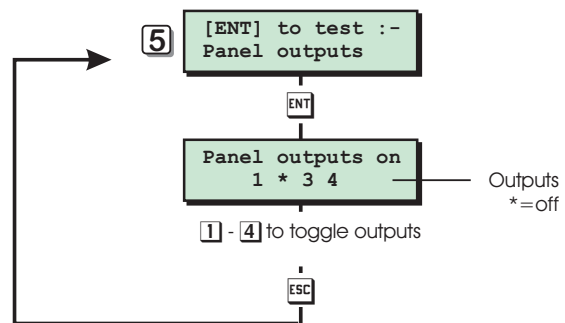 5
[ENT] to test :-
Panel outputs
ENT
Panel outputs on
1 * 3 4
Outputs
*=off
1 - 4 to toggle outputs
ESC